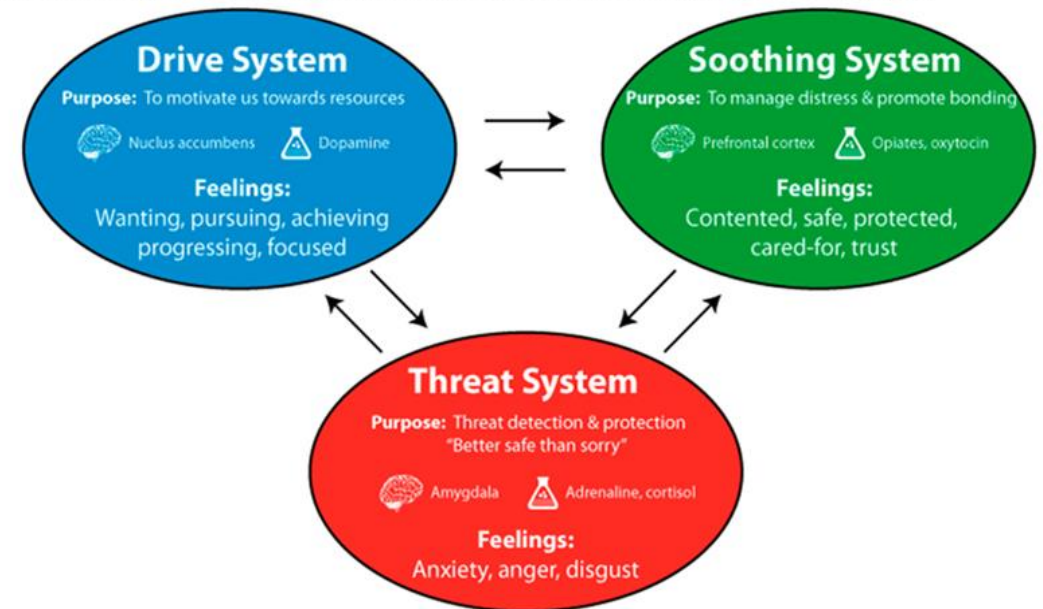 Drive System
Purpose: To motivate us towards resources
Nuclus accumbens Dopamine
Feelings:
Wanting, pursuing, achieving
progressing, focused
Soothing System
Purpose: To manage distress & promote bonding
Prefrontal cortex Opiates, oxytocin
Feelings:
Contented, safe, protected,
cared-for, trust
Threat System
Purpose: Threat detection & protection
"Better safe than sorry"
Amygdala Adrenaline, cortisol
Feelings:
Anxiety, anger, disgust